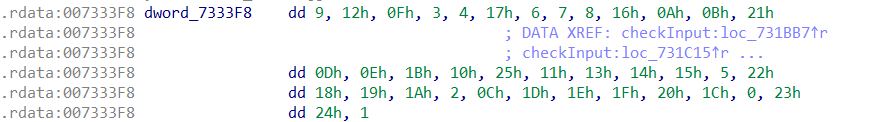 .rdata:007333F8 dword_7333F8 dd 9, 12h, 0Fh, 3, 4, 17h, 6, 7, 8, 16h, 0Ah, 0Bh, 21h
.rdata:007333F8 ; DATA XREF: checkInput:loc_731BB7↑r
.rdata:007333F8 ; checkInput:loc_731C15↑r ...
.rdata:007333F8 dd 0Dh, 0Eh, 1Bh, 10h, 25h, 11h, 13h, 14h, 15h, 5, 22h
.rdata:007333F8 dd 18h, 19h, 1Ah, 2, 0Ch, 1Dh, 1Eh, 1Fh, 20h, 1Ch, 0, 23h
.rdata:007333F8 dd 24h, 1